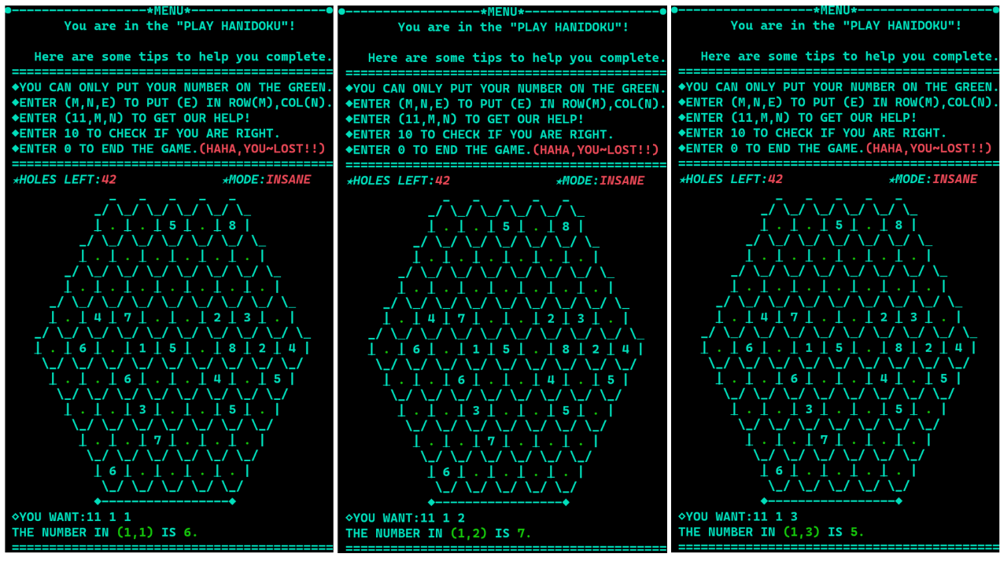 *MENU*
You are in the "PLAY HANIDOKU"!
Here are some tips to help you complete.
◆YOU CAN ONLY PUT YOUR NUMBER ON THE GREEN.
◆ENTER (M,N,E) TO PUT (E) IN ROW(M),COL(N).
◆ENTER (11,M,N) TO GET OUR HELP!
◆ENTER 10 TO CHECK IF YOU ARE RIGHT.
◆ENTER 0 TO END THE GAME.(HAHA,YOU~LOST!!)
★HOLES LEFT:42 ★MODE:INSANE
| . | . | 5 | . | 8 |
| . | . | . | . | . | . |
| . | . | . | . | . | . | . |
| . | 4 | 7 | . | . | 2 | 3 | . |
| . | 6 | . | 1 | 5 | . | 8 | 2 | 4 |
| . | . | 6 | . | . | 4 | . | 5 |
| . | . | 3 | . | . | 5 | . |
| . | . | 7 | . | . | . |
| 6 | . | . | . | . |
◇YOU WANT:11 1 1
THE NUMBER IN (1,1) IS 6.
*MENU*
You are in the "PLAY HANIDOKU"!
Here are some tips to help you complete.
◆YOU CAN ONLY PUT YOUR NUMBER ON THE GREEN.
◆ENTER (M,N,E) TO PUT (E) IN ROW(M),COL(N).
◆ENTER (11,M,N) TO GET OUR HELP!
◆ENTER 10 TO CHECK IF YOU ARE RIGHT.
◆ENTER 0 TO END THE GAME.(HAHA,YOU~LOST!!)
★HOLES LEFT:42 ★MODE:INSANE
| . | . | 5 | . | 8 |
| . | . | . | . | . | . |
| . | . | . | . | . | . | . |
| . | 4 | 7 | . | . | 2 | 3 | . |
| . | 6 | . | 1 | 5 | . | 8 | 2 | 4 |
| . | . | 6 | . | . | 4 | . | 5 |
| . | . | 3 | . | . | 5 | . |
| . | . | 7 | . | . | . |
| 6 | . | . | . | . |
◇YOU WANT:11 1 2
THE NUMBER IN (1,2) IS 7.
*MENU*
You are in the "PLAY HANIDOKU"!
Here are some tips to help you complete.
◆YOU CAN ONLY PUT YOUR NUMBER ON THE GREEN.
◆ENTER (M,N,E) TO PUT (E) IN ROW(M),COL(N).
◆ENTER (11,M,N) TO GET OUR HELP!
◆ENTER 10 TO CHECK IF YOU ARE RIGHT.
◆ENTER 0 TO END THE GAME.(HAHA,YOU~LOST!!)
★HOLES LEFT:42 ★MODE:INSANE
| . | . | 5 | . | 8 |
| . | . | . | . | . | . |
| . | . | . | . | . | . | . |
| . | 4 | 7 | . | . | 2 | 3 | . |
| . | 6 | . | 1 | 5 | . | 8 | 2 | 4 |
| . | . | 6 | . | . | 4 | . | 5 |
| . | . | 3 | . | . | 5 | . |
| . | . | 7 | . | . | . |
| 6 | . | . | . | . |
◇YOU WANT:11 1 3
THE NUMBER IN (1,3) IS 5.